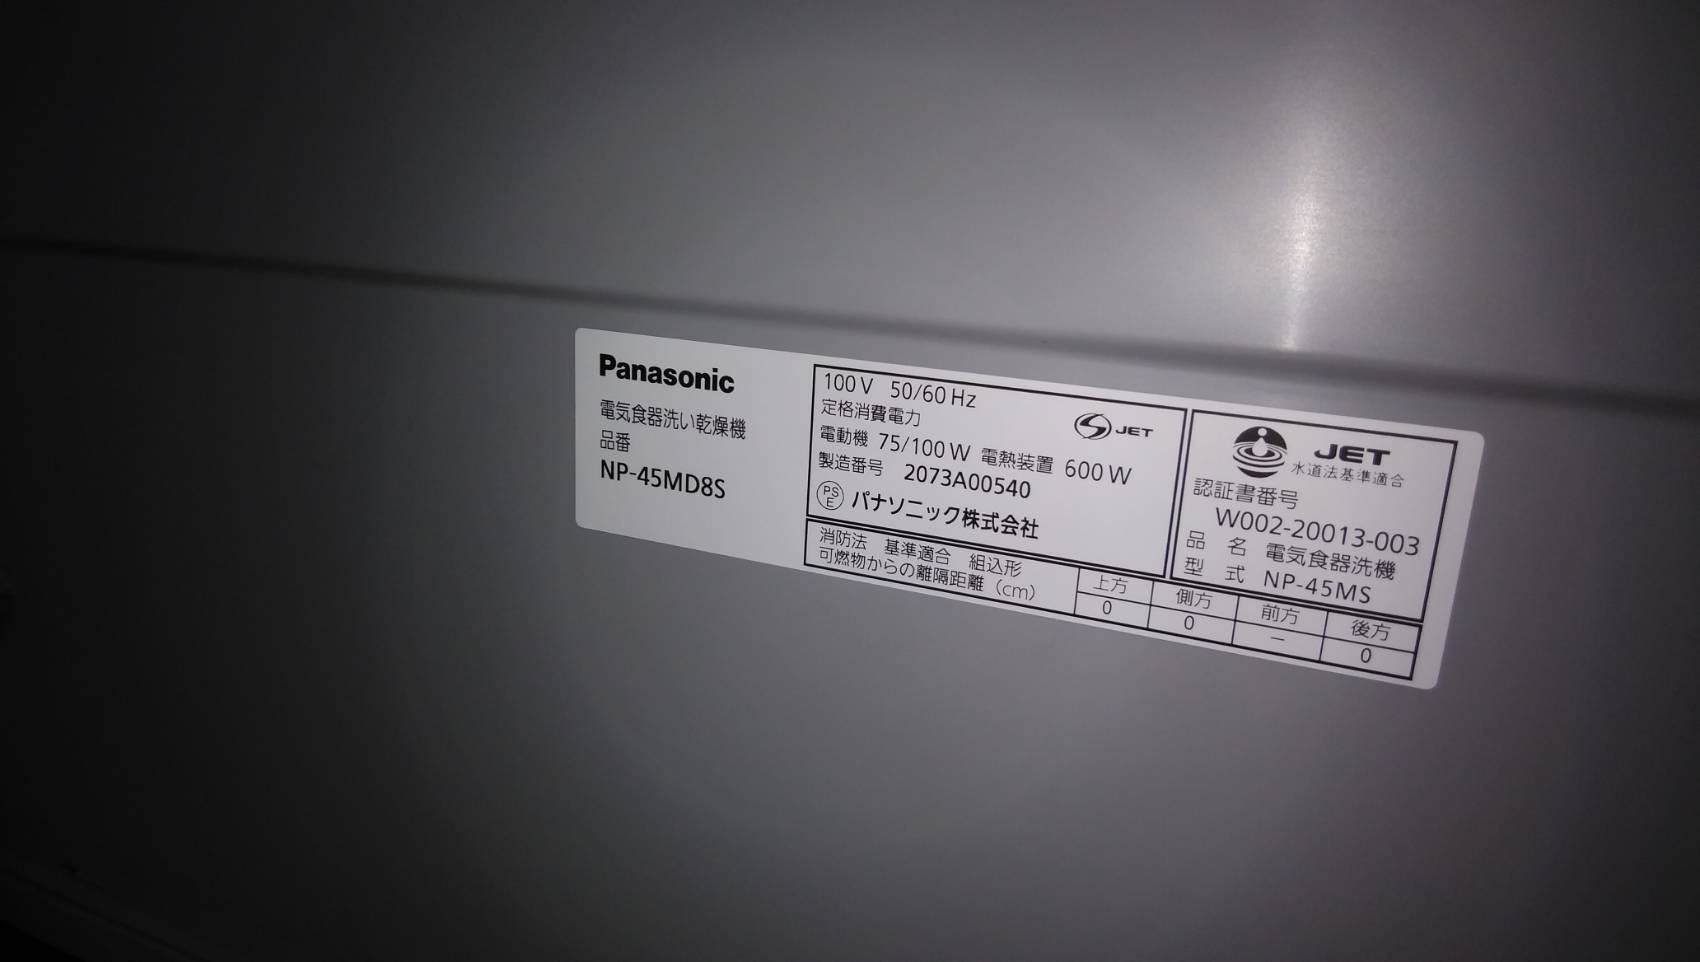 Panasonic
電気食器洗い乾燥機
品番
NP-45MD8S
100V 50/60Hz
定格消費電力
電動機 75/100W 電熱装置 600W
製造番号 2073A00540
PSE パナソニック株式会社
JET
JET
水道法基準適合
認証書番号
W002-20013-003
品名 電気食器洗機
型式 NP-45MS
消防法 基準適合 組込形
可燃物からの離隔距離(cm)
上方 側方 前方 後方
0 0 － 0